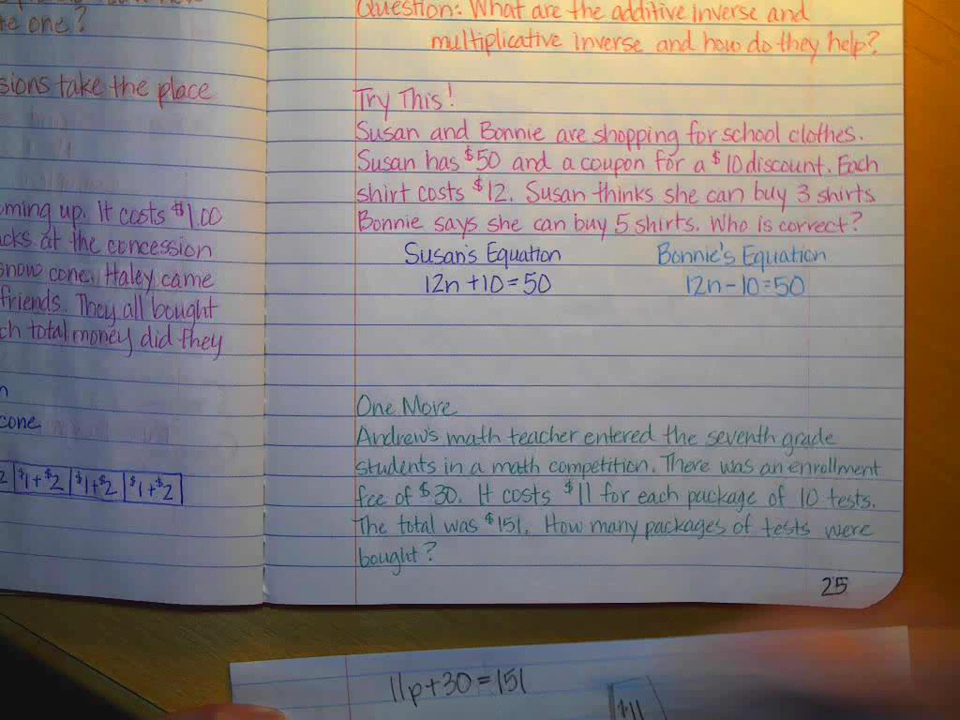 te one?
sions take the place
oming up. It costs $1.00
cks at the concession
snow cone. Haley came
friends. They all bought
ch total money did they
n
cone
2 $1+$2 $1+$2 $1+$2
Question: What are the additive inverse and
multiplicative inverse and how do they help?
Try This!
Susan and Bonnie are shopping for school clothes.
Susan has $50 and a coupon for a $10 discount. Each
shirt costs $12. Susan thinks she can buy 3 shirts
Bonnie says she can buy 5 shirts. Who is correct?
Susan's Equation Bonnie's Equation
12n+10=50 12n-10=50
One More
Andrew's math teacher entered the seventh grade
students in a math competition. There was an enrollment
fee of $30. It costs $11 for each package of 10 tests.
The total was $151. How many packages of tests were
bought?
25
11p+30=151